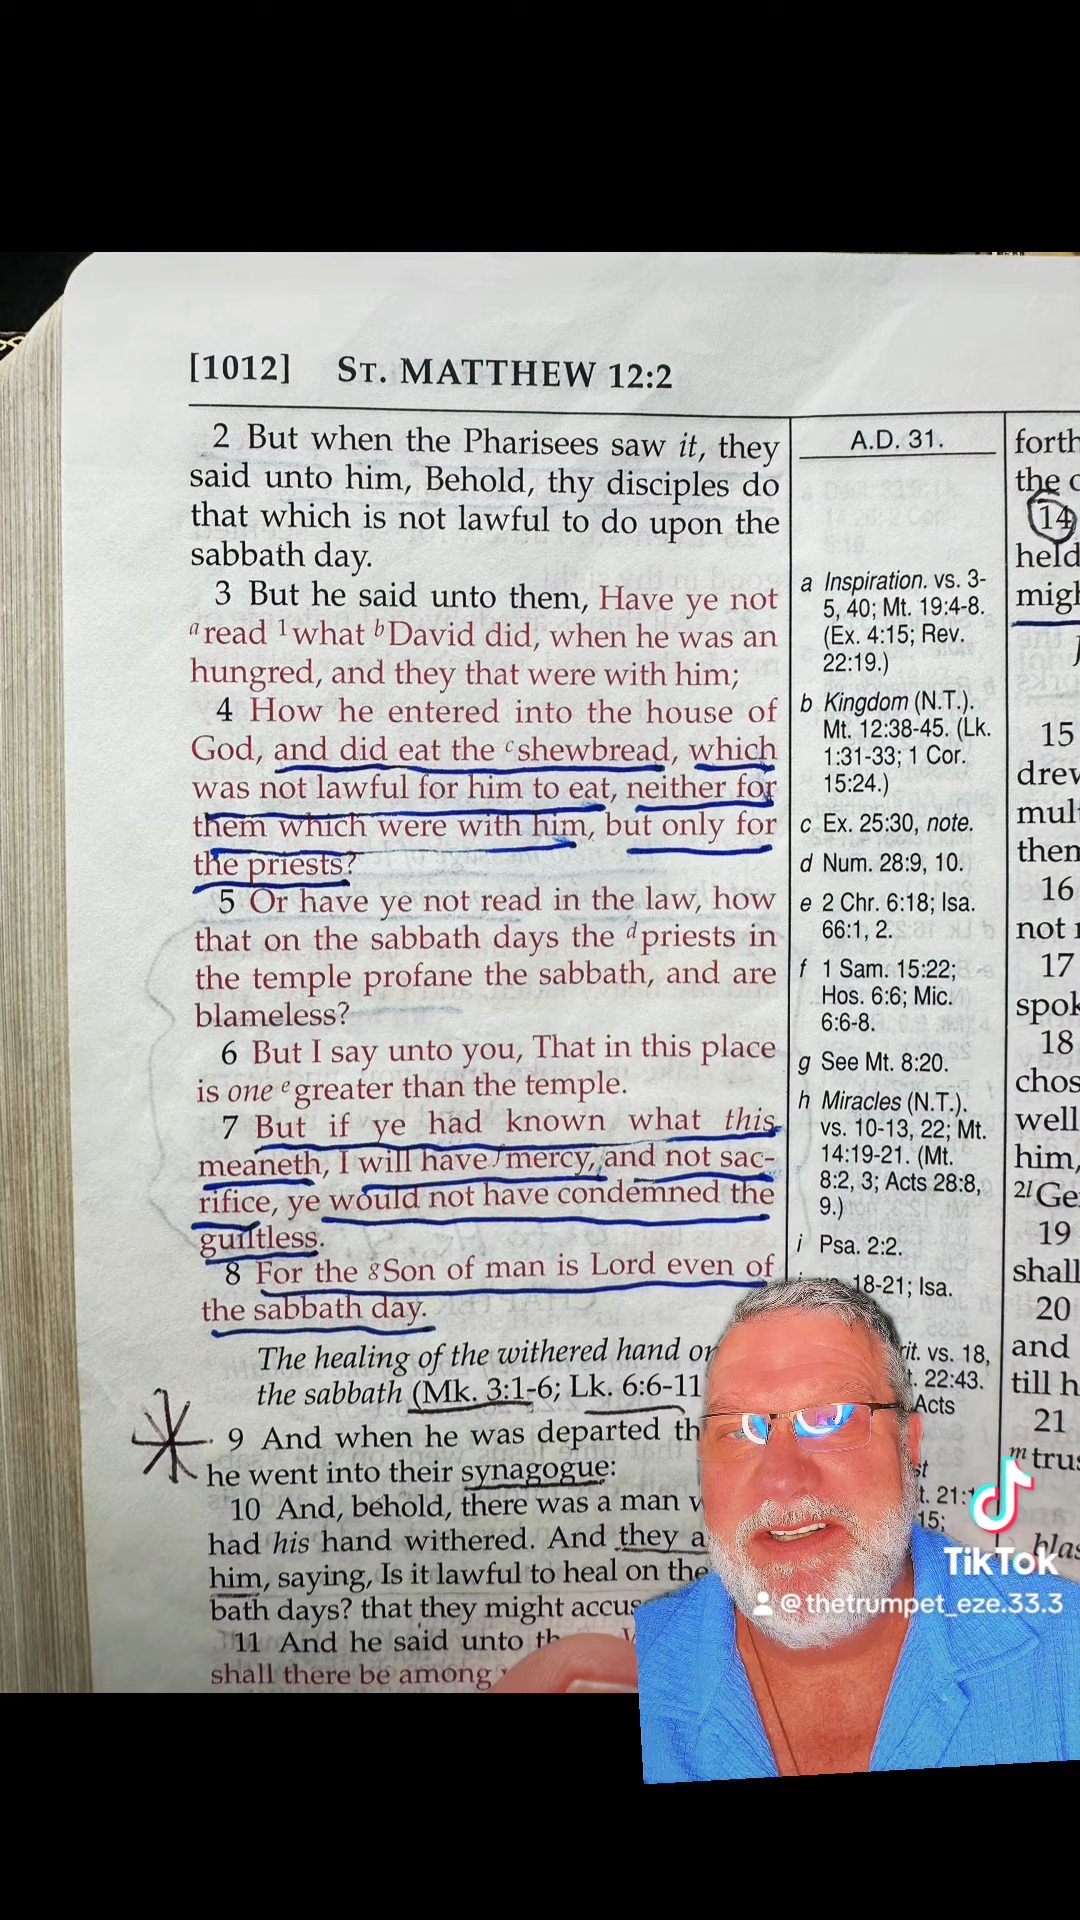 [1012] ST. MATTHEW 12:2
2 But when the Pharisees saw it, they
said unto him, Behold, thy disciples do
that which is not lawful to do upon the
sabbath day.
3 But he said unto them, Have ye not
a read 1 what b David did, when he was an
hungred, and they that were with him;
4 How he entered into the house of
God, and did eat the c shewbread, which
was not lawful for him to eat, neither for
them which were with him, but only for
the priests?
5 Or have ye not read in the law, how
that on the sabbath days the d priests in
the temple profane the sabbath, and are
blameless?
6 But I say unto you, That in this place
is one e greater than the temple.
7 But if ye had known what this
meaneth, I will have f mercy, and not sac-
rifice, ye would not have condemned the
guiltless.
8 For the g Son of man is Lord even of
the sabbath day.
The healing of the withered hand on
the sabbath (Mk. 3:1-6; Lk. 6:6-11
9 And when he was departed th
he went into their synagogue:
10 And, behold, there was a man w
had his hand withered. And they a
him, saying, Is it lawful to heal on the
bath days? that they might accus
11 And he said unto th
shall there be among
A.D. 31.
a Inspiration. vs. 3-
5, 40; Mt. 19:4-8.
(Ex. 4:15; Rev.
22:19.)
b Kingdom (N.T.).
Mt. 12:38-45. (Lk.
1:31-33; 1 Cor.
15:24.)
c Ex. 25:30, note.
d Num. 28:9, 10.
e 2 Chr. 6:18; Isa.
66:1, 2.
f 1 Sam. 15:22;
Hos. 6:6; Mic.
6:6-8.
g See Mt. 8:20.
h Miracles (N.T.).
vs. 10-13, 22; Mt.
14:19-21. (Mt.
8:2, 3; Acts 28:8,
9.)
i Psa. 2:2.
18-21; Isa.
rit. vs. 18,
22:43.
Acts
st
t. 21:1
15;
forth
the
14
held
migh
15
drew
mult
them
16
not
17
spok
18
chos
well
him,
2 l Ge
19
shall
20
and
till h
21
m trus
blas
TikTok
@thetrumpet_eze.33.3